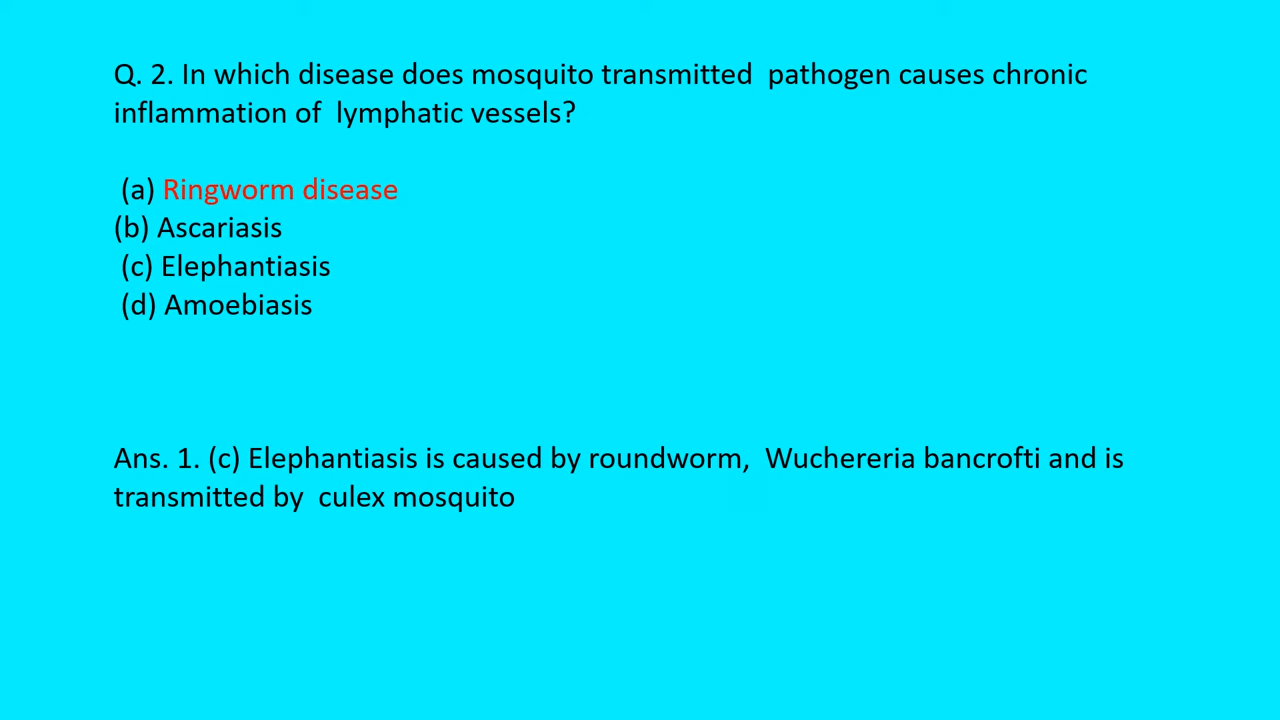 Q. 2. In which disease does mosquito transmitted pathogen causes chronic
inflammation of lymphatic vessels?
(a) Ringworm disease
(b) Ascariasis
(c) Elephantiasis
(d) Amoebiasis
Ans. 1. (c) Elephantiasis is caused by roundworm, Wuchereria bancrofti and is
transmitted by culex mosquito